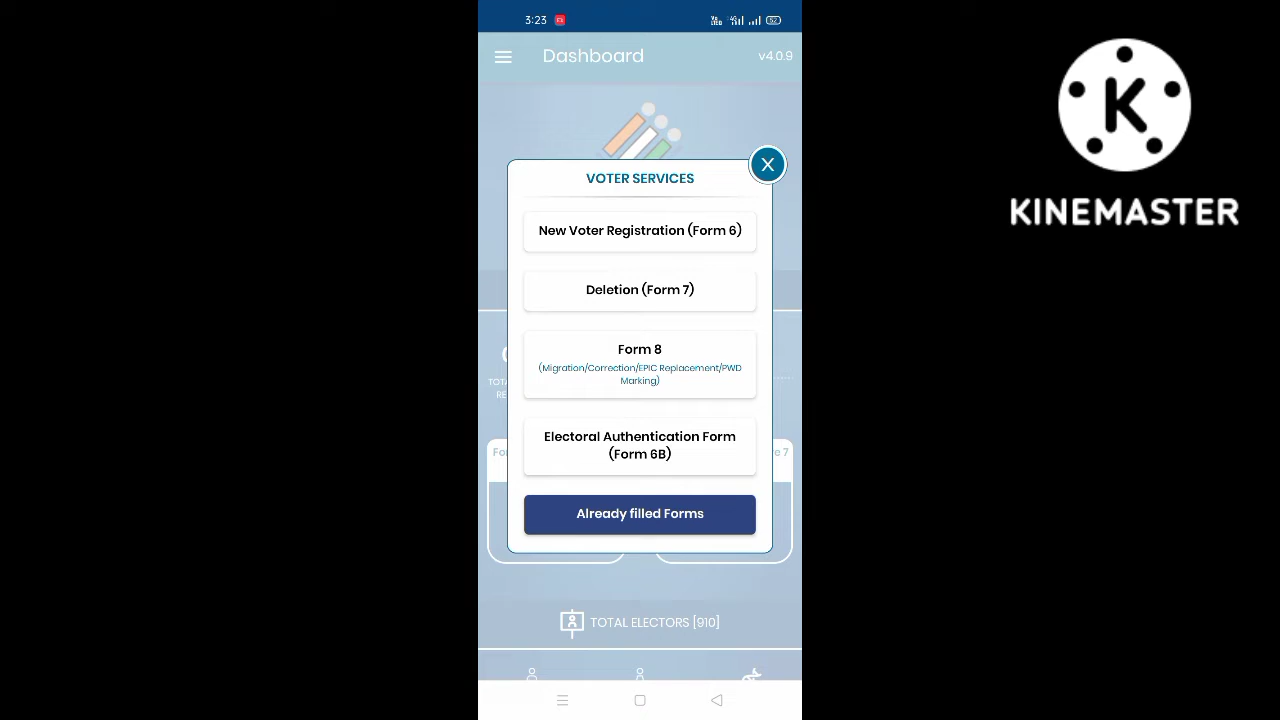 3:23
Dashboard
v4.0.9
K
KINEMASTER
X
VOTER SERVICES
New Voter Registration (Form 6)
Deletion (Form 7)
Form 8
(Migration/Correction/EPIC Replacement/PWD
Marking)
Electoral Authentication Form
(Form 6B)
Already filled Forms
TOTAL ELECTORS [910]